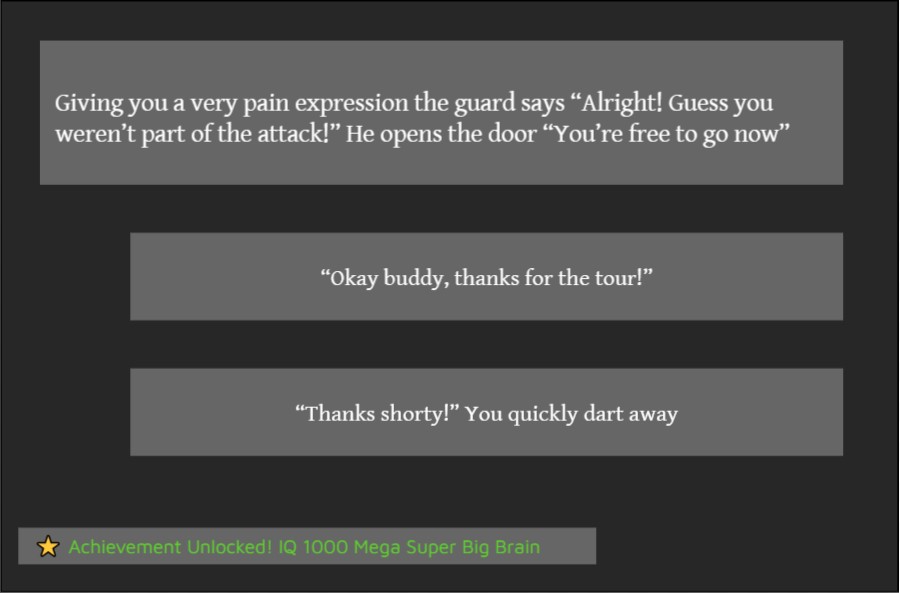 Giving you a very pain expression the guard says “Alright! Guess you
weren’t part of the attack!” He opens the door “You’re free to go now”
“Okay buddy, thanks for the tour!”
“Thanks shorty!” You quickly dart away
Achievement Unlocked! IQ 1000 Mega Super Big Brain